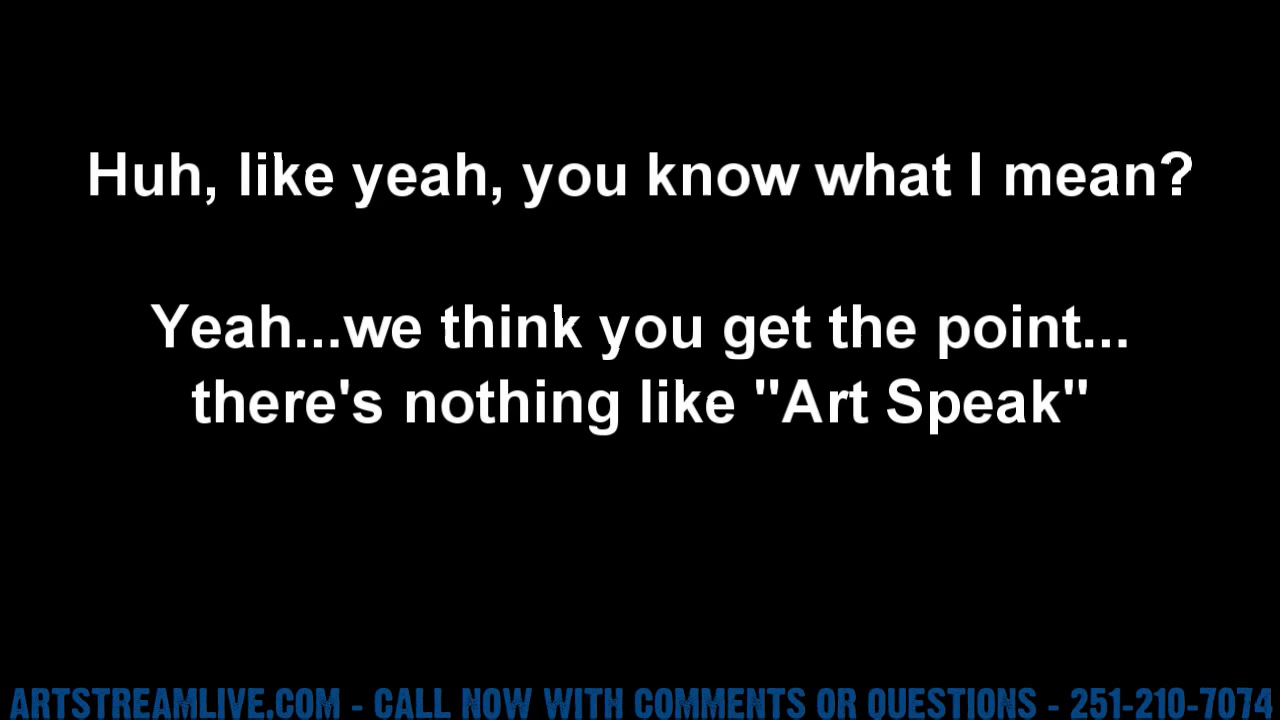 Huh, like yeah, you know what I mean?
Yeah...we think you get the point...
there's nothing like "Art Speak"
ARTSTREAMLIVE.COM - CALL NOW WITH COMMENTS OR QUESTIONS - 251-210-7074